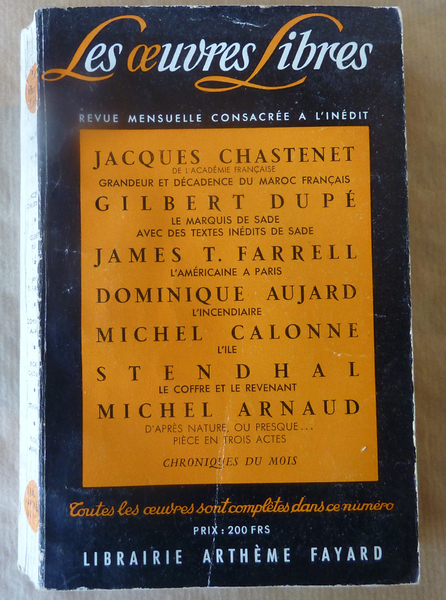 Les œuvres Libres
REVUE MENSUELLE CONSACRÉE A L'INÉDIT
JACQUES CHASTENET
DE L'ACADÉMIE FRANÇAISE
GRANDEUR ET DÉCADENCE DU MAROC FRANÇAIS
GILBERT DUPÉ
LE MARQUIS DE SADE
AVEC DES TEXTES INÉDITS DE SADE
JAMES T. FARRELL
L'AMÉRICAINE A PARIS
DOMINIQUE AUJARD
L'INCENDIAIRE
MICHEL CALONNE
L'ILE
STENDHAL
LE COFFRE ET LE REVENANT
MICHEL ARNAUD
D'APRÈS NATURE, OU PRESQUE...
PIÈCE EN TROIS ACTES
CHRONIQUES DU MOIS
Toutes les œuvres sont complètes dans ce numéro
PRIX : 200 FRS
LIBRAIRIE ARTHÈME FAYARD